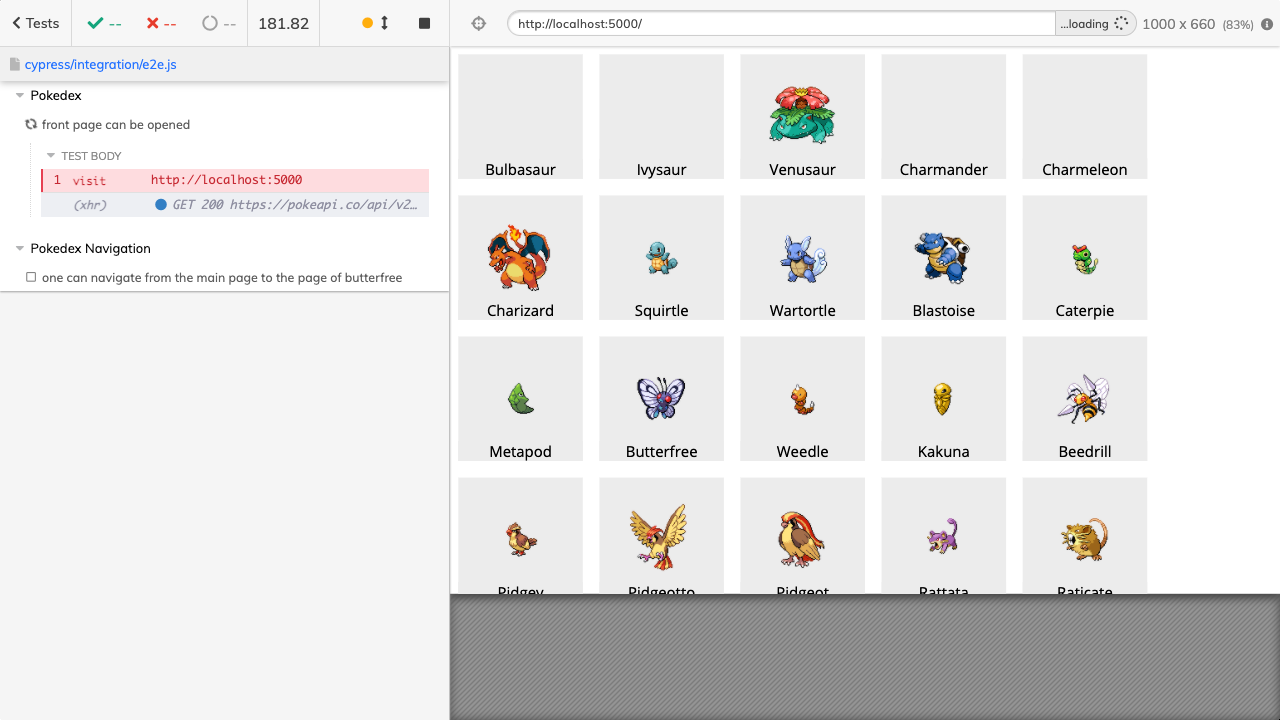 Tests
--
--
--
181.82
http://localhost:5000/
...loading
1000 x 660 (83%)
cypress/integration/e2e.js
Pokedex
front page can be opened
TEST BODY
1 visit http://localhost:5000
(xhr) GET 200 https://pokeapi.co/api/v2…
Pokedex Navigation
one can navigate from the main page to the page of butterfree
Bulbasaur
Ivysaur
Venusaur
Charmander
Charmeleon
Charizard
Squirtle
Wartortle
Blastoise
Caterpie
Metapod
Butterfree
Weedle
Kakuna
Beedrill
Pidgey
Pidgeotto
Pidgeot
Rattata
Raticate